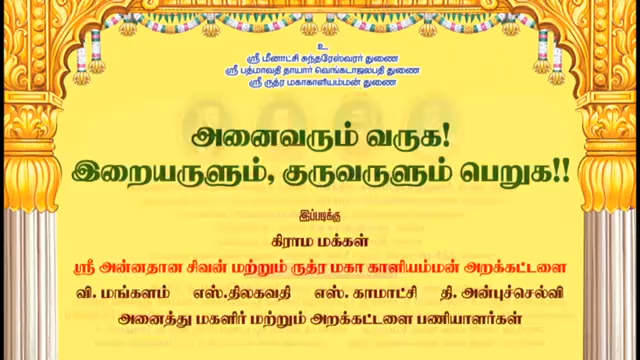 உ
ஸ்ரீ மீனாட்சி சுந்தரேஸ்வரர் துணை
ஸ்ரீ பத்மாவதி தாயார் வெங்கடாஜலபதி துணை
ஸ்ரீ ருத்ர மகாகாளியம்மன் துணை
அனைவரும் வருக!
இறையருளும், குருவருளும் பெறுக!!
இப்படிக்கு
கிராம மக்கள்
ஸ்ரீ அன்னதான சிவன் மற்றும் ருத்ர மகா காளியம்மன் அறக்கட்டளை
வி. மங்களம் எஸ்.திலகவதி எஸ். காமாட்சி தி. அன்புச்செல்வி
அனைத்து மகளிர் மற்றும் அறக்கட்டளை பணியாளர்கள்